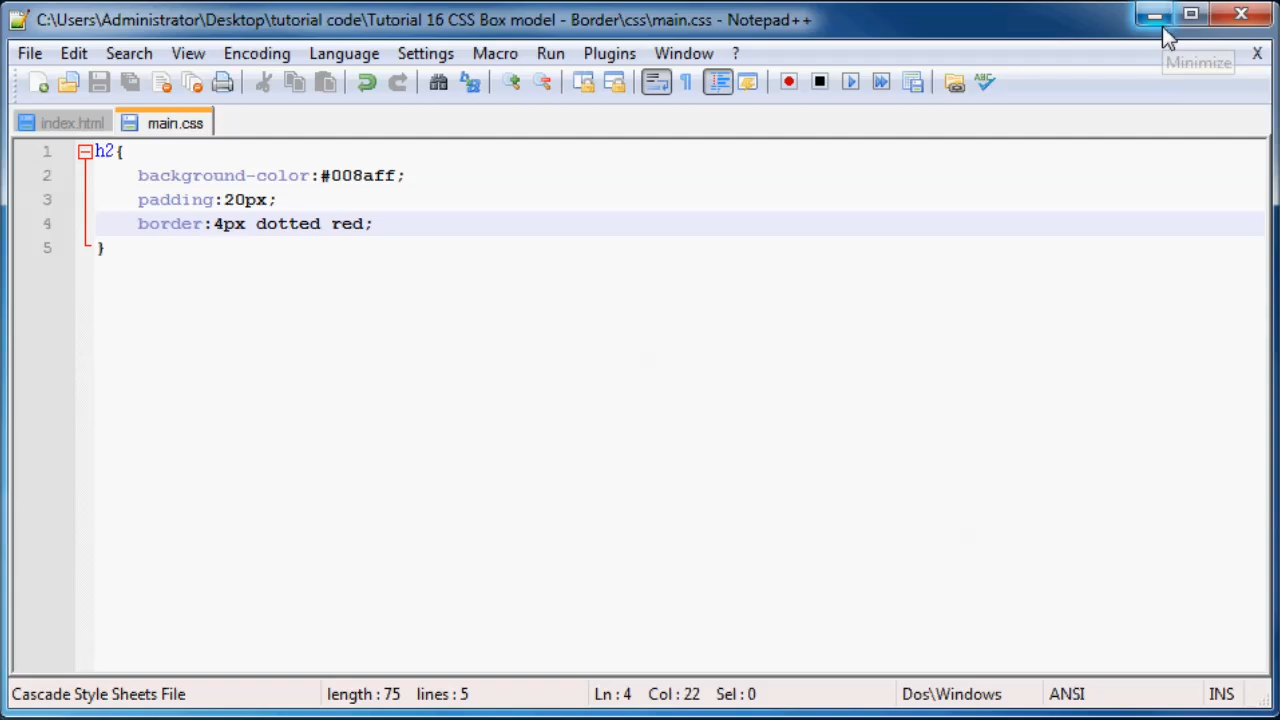 C:\Users\Administrator\Desktop\tutorial code\Tutorial 16 CSS Box model - Border\css\main.css - Notepad++
File Edit Search View Encoding Language Settings Macro Run Plugins Window ? X
Minimize
ABC
index.html main.css
1 h2{
2 background-color:#008aff;
3 padding:20px;
4 border:4px dotted red;
5 }
Cascade Style Sheets File length : 75 lines : 5 Ln : 4 Col : 22 Sel : 0 Dos\Windows ANSI INS